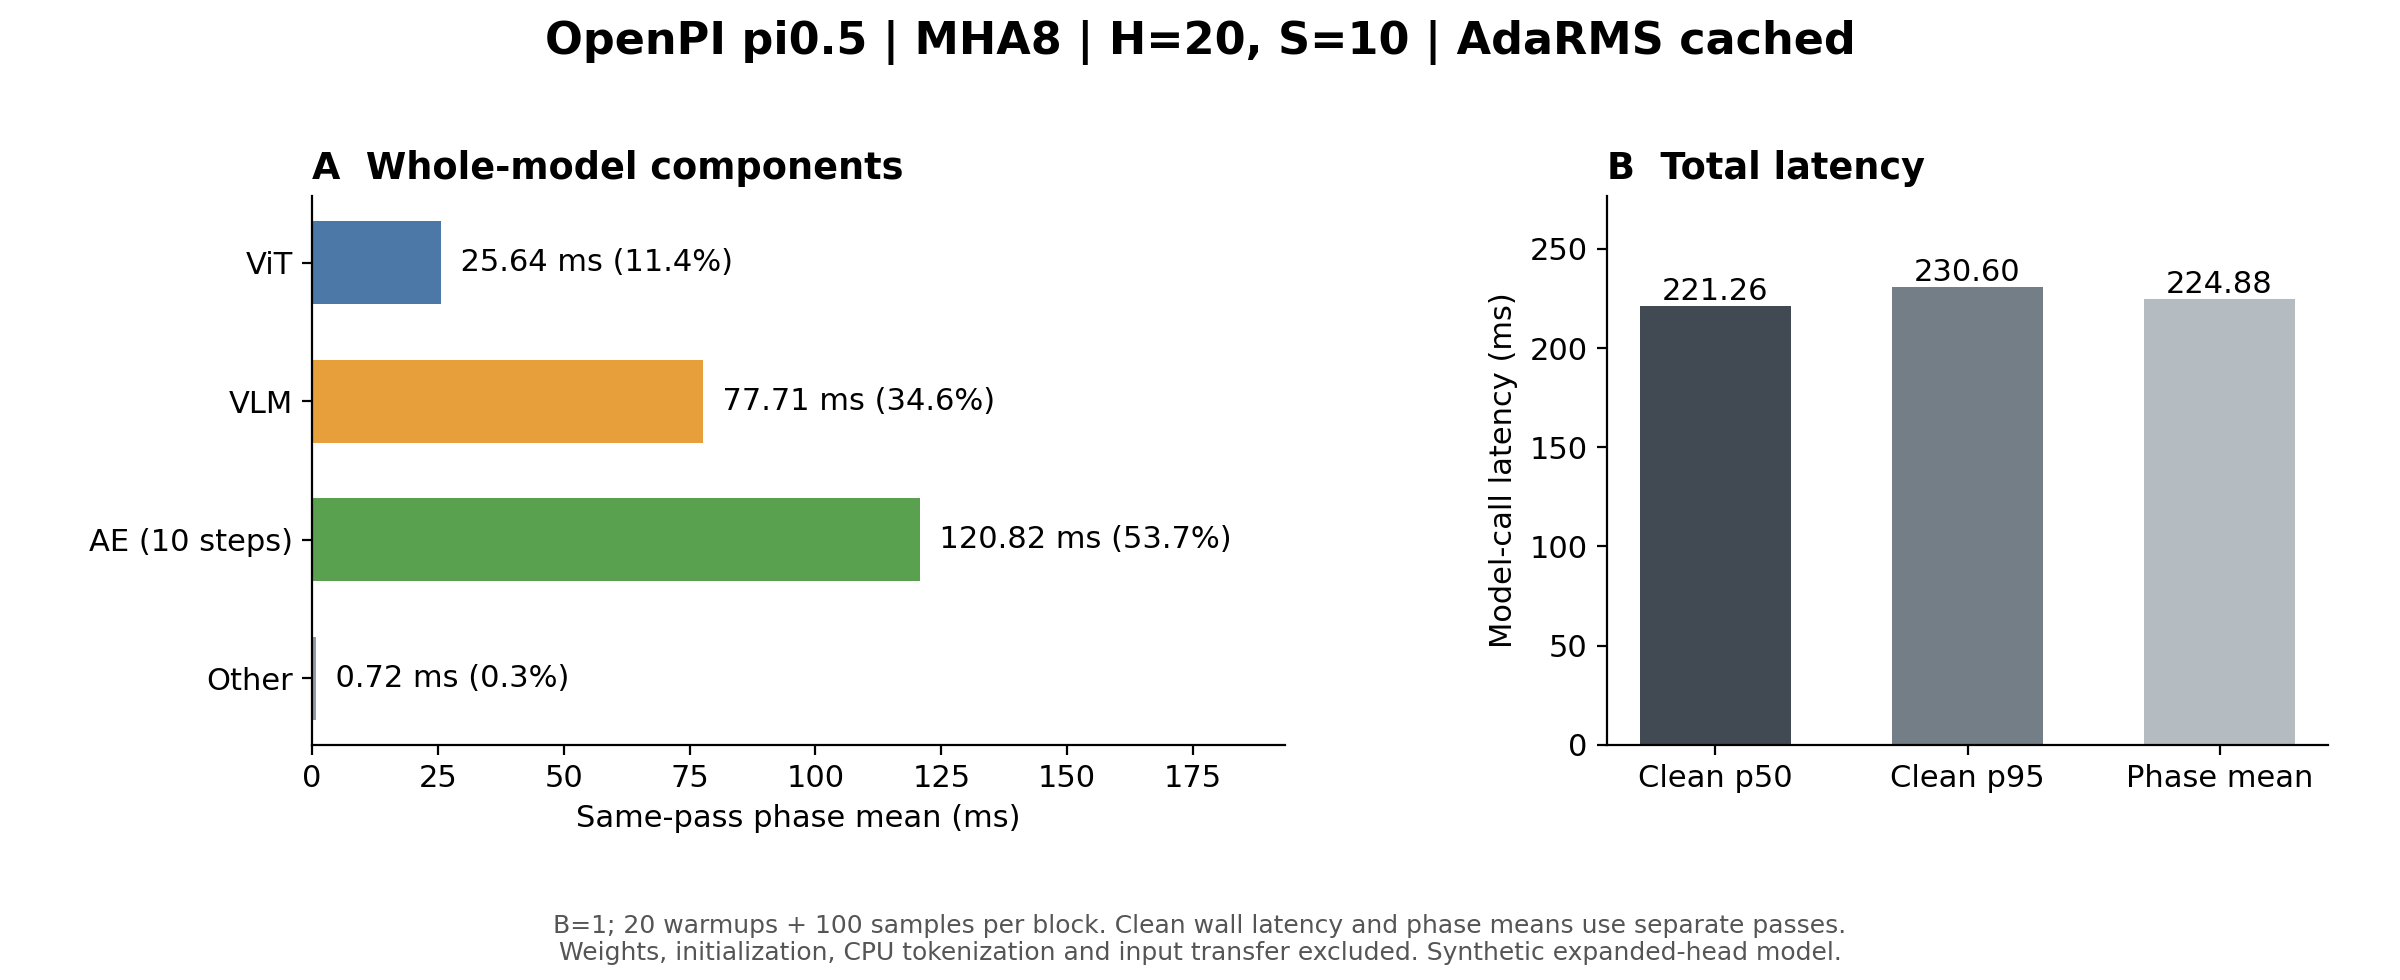 OpenPI pi0.5 | MHA8 | H=20, S=10 | AdaRMS cached
A Whole-model components
ViT
25.64 ms (11.4%)
VLM
77.71 ms (34.6%)
AE (10 steps)
120.82 ms (53.7%)
Other
0.72 ms (0.3%)
0 25 50 75 100 125 150 175
Same-pass phase mean (ms)
B Total latency
Model-call latency (ms)
250
200
150
100
50
0
221.26
230.60
224.88
Clean p50
Clean p95
Phase mean
B=1; 20 warmups + 100 samples per block. Clean wall latency and phase means use separate passes.
Weights, initialization, CPU tokenization and input transfer excluded. Synthetic expanded-head model.